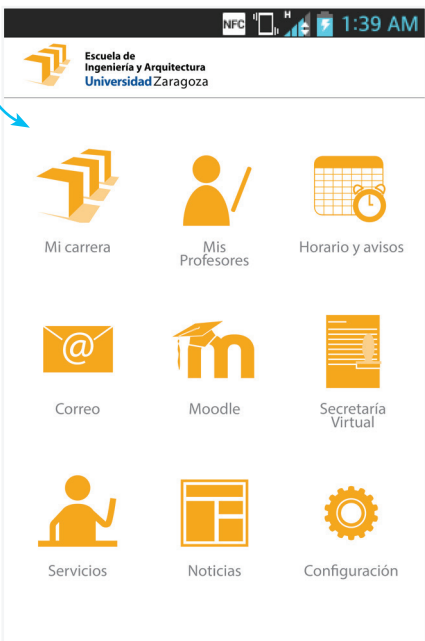 NFC H 1:39 AM
Escuela de
Ingeniería y Arquitectura
Universidad Zaragoza
Mi carrera
Mis
Profesores
Horario y avisos
@
Correo
m
Moodle
Secretaría
Virtual
Servicios
Noticias
Configuración